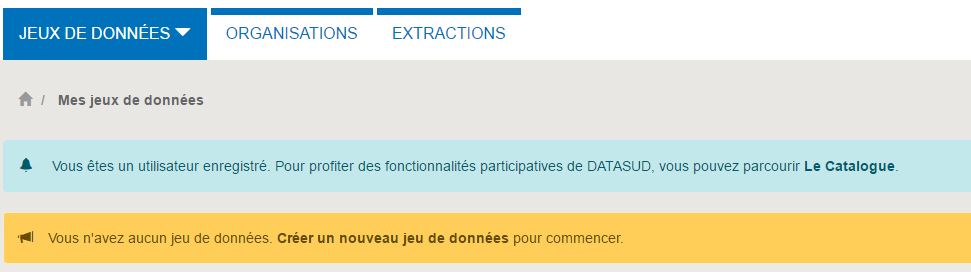 JEUX DE DONNÉES ORGANISATIONS EXTRACTIONS
/ Mes jeux de données
Vous êtes un utilisateur enregistré. Pour profiter des fonctionnalités participatives de DATASUD, vous pouvez parcourir Le Catalogue.
Vous n'avez aucun jeu de données. Créer un nouveau jeu de données pour commencer.